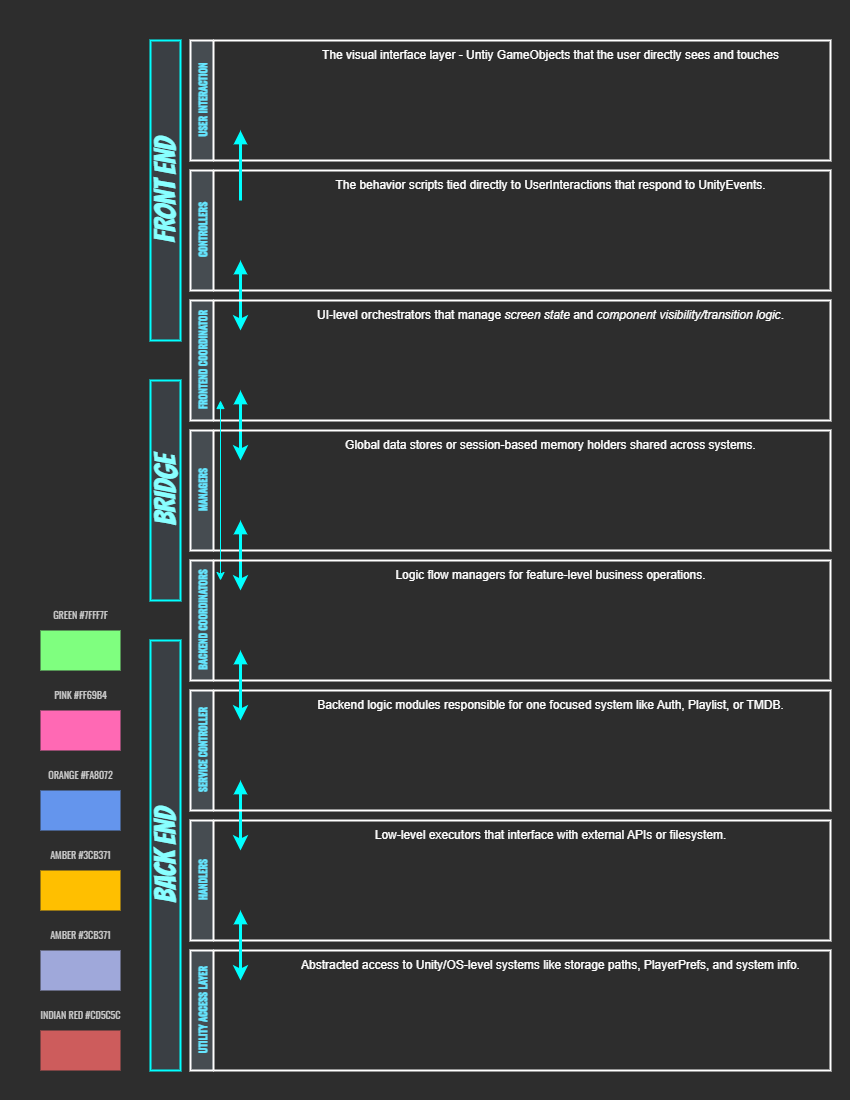 FRONT END
USER INTERACTION
The visual interface layer - Untiy GameObjects that the user directly sees and touches
CONTROLLERS
The behavior scripts tied directly to UserInteractions that respond to UnityEvents.
FRONTEND COORDINATOR
UI-level orchestrators that manage screen state and component visibility/transition logic.
BRIDGE
MANAGERS
Global data stores or session-based memory holders shared across systems.
BACKEND COORDINATORS
Logic flow managers for feature-level business operations.
BACK END
SERVICE CONTROLLER
Backend logic modules responsible for one focused system like Auth, Playlist, or TMDB.
HANDLERS
Low-level executors that interface with external APIs or filesystem.
UTILITY ACCESS LAYER
Abstracted access to Unity/OS-level systems like storage paths, PlayerPrefs, and system info.
GREEN #7FFF7F
PINK #FF69B4
ORANGE #FA8072
AMBER #3CB371
AMBER #3CB371
INDIAN RED #CD5C5C